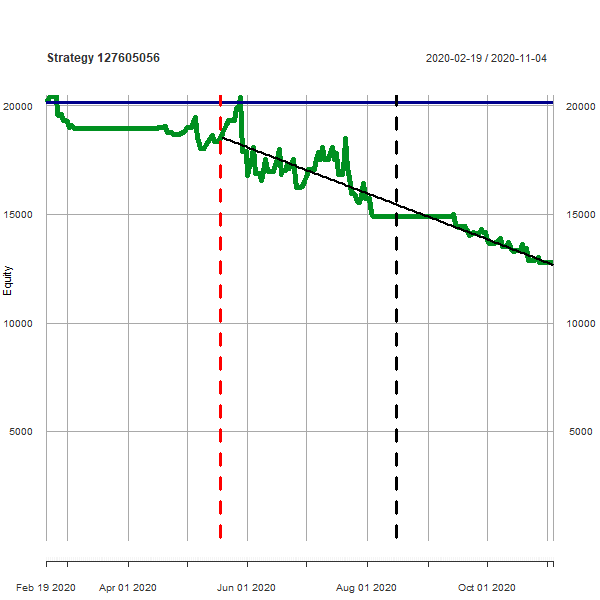 Strategy 127605056
2020-02-19 / 2020-11-04
20000
20000
15000
15000
10000
10000
5000
5000
Equity
Feb 19 2020
Apr 01 2020
Jun 01 2020
Aug 01 2020
Oct 01 2020